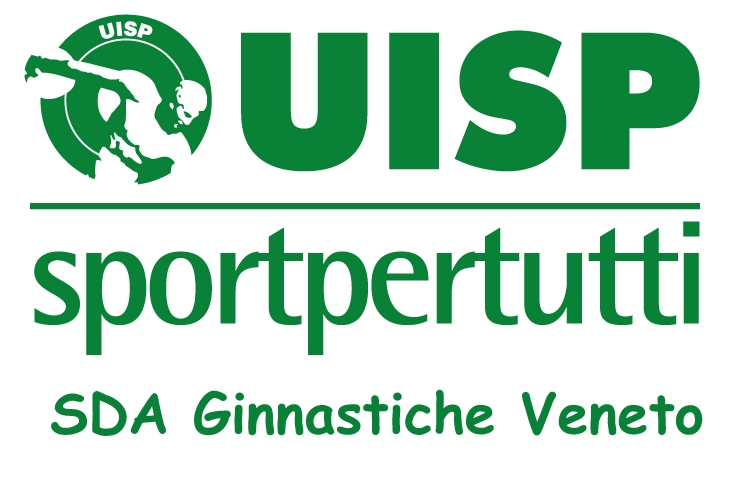 UISP
UISP
sportpertutti
SDA Ginnastiche Veneto